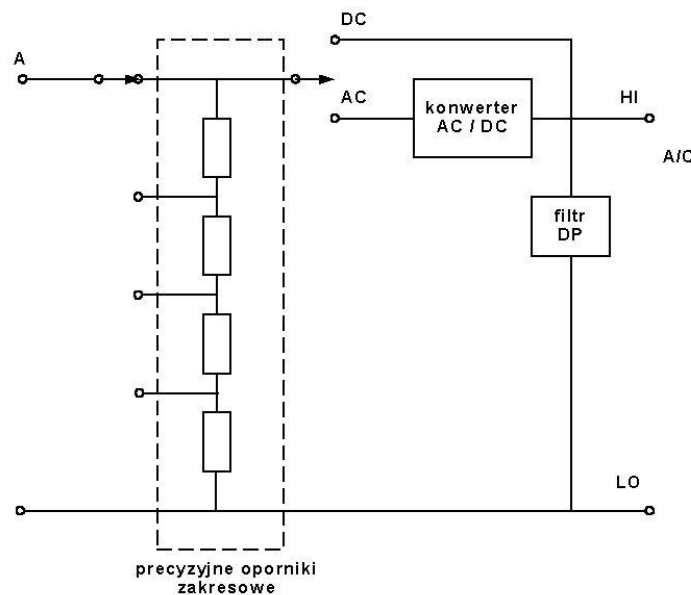 DC
A
AC
konwerter
AC / DC
HI
A/C
filtr
DP
LO
precyzyjne oporniki
zakresowe